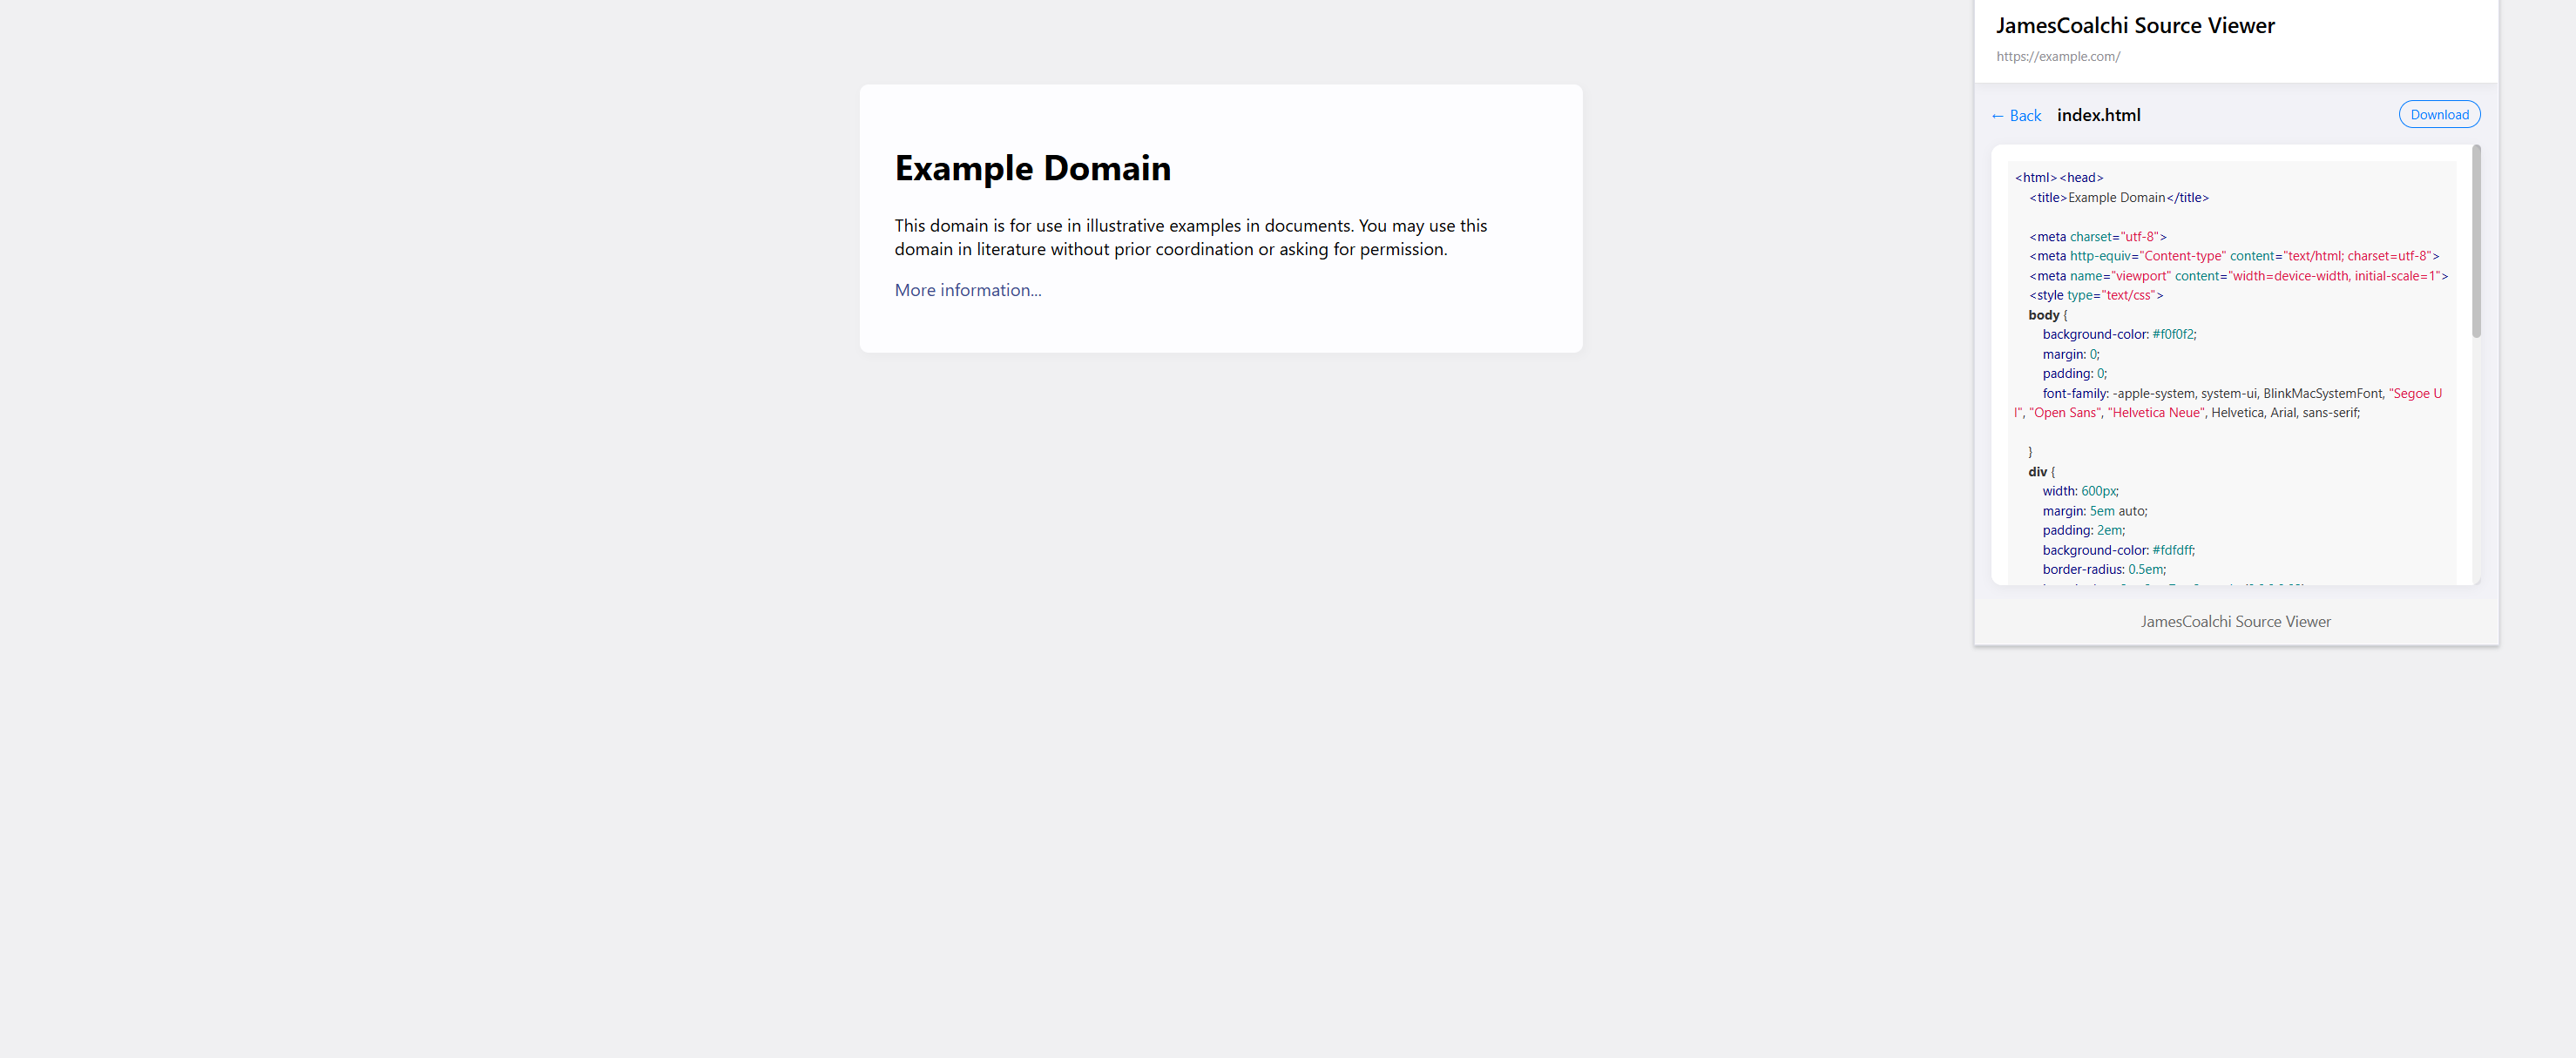 Example Domain
This domain is for use in illustrative examples in documents. You may use this
domain in literature without prior coordination or asking for permission.
More information...
JamesCoalchi Source Viewer
https://example.com/
← Back index.html Download
<html><head>
    <title>Example Domain</title>
    <meta charset="utf-8">
    <meta http-equiv="Content-type" content="text/html; charset=utf-8">
    <meta name="viewport" content="width=device-width, initial-scale=1">
    <style type="text/css">
    body {
        background-color: #f0f0f2;
        margin: 0;
        padding: 0;
        font-family: -apple-system, system-ui, BlinkMacSystemFont, "Segoe U
I", "Open Sans", "Helvetica Neue", Helvetica, Arial, sans-serif;
    }
    div {
        width: 600px;
        margin: 5em auto;
        padding: 2em;
        background-color: #fdfdff;
        border-radius: 0.5em;
JamesCoalchi Source Viewer